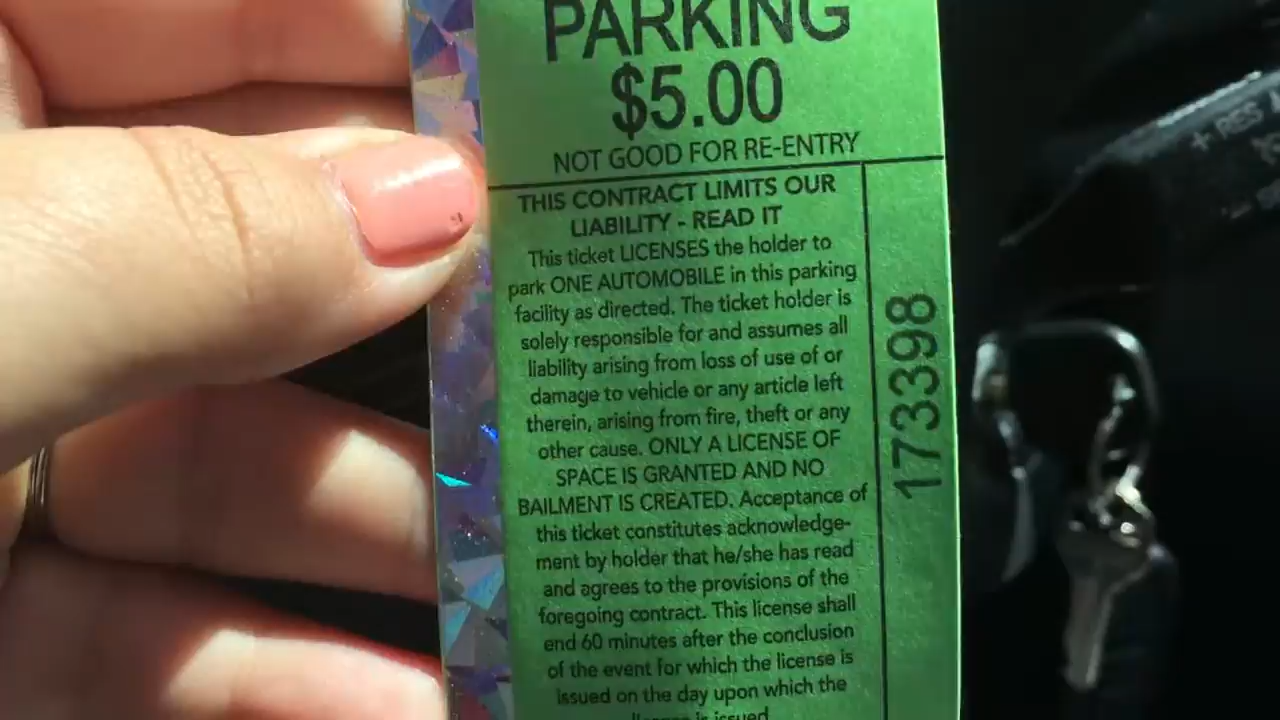 PARKING
$5.00
NOT GOOD FOR RE-ENTRY
THIS CONTRACT LIMITS OUR
LIABILITY - READ IT
This ticket LICENSES the holder to
park ONE AUTOMOBILE in this parking
facility as directed. The ticket holder is
solely responsible for and assumes all
liability arising from loss of use of or
damage to vehicle or any article left
therein, arising from fire, theft or any
other cause. ONLY A LICENSE OF
SPACE IS GRANTED AND NO
BAILMENT IS CREATED. Acceptance of
this ticket constitutes acknowledge-
ment by holder that he/she has read
and agrees to the provisions of the
foregoing contract. This license shall
end 60 minutes after the conclusion
of the event for which the license is
issued on the day upon which the
license is issued.
173398
+ RES